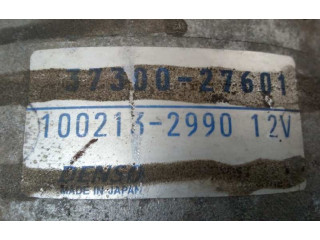 37300-27601
100213-2990 12V
DENSO
MADE IN JAPAN